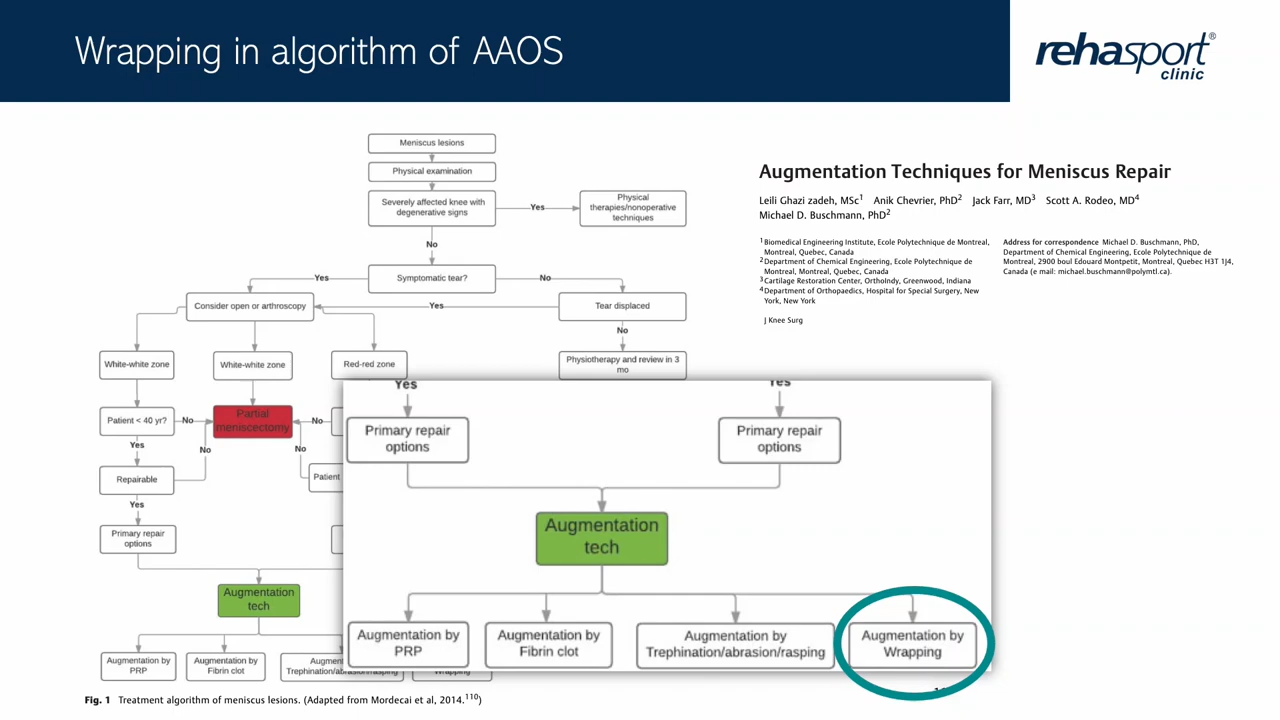 Wrapping in algorithm of AAOS
rehasport®
clinic
Meniscus lesions
Physical examination
Severely affected knee with
degenerative signs
Yes
Physical
therapies/nonoperative
techniques
No
Symptomatic tear?
Yes
No
Consider open or arthroscopy
Yes
Tear displaced
No
White-white zone
White-white zone
Red-red zone
Physiotherapy and review in 3
mo
Patient < 40 yr?
No
Partial
meniscectomy
No
Yes
No
No
Repairable
Patient
Yes
Primary repair
options
Augmentation
tech
Augmentation by
PRP
Augmentation by
Fibrin clot
Trephination/abrasion/rasping
Wrapping
Yes
Yes
Primary repair
options
Primary repair
options
Augmentation
tech
Augmentation by
PRP
Augmentation by
Fibrin clot
Augmentation by
Trephination/abrasion/rasping
Augmentation by
Wrapping
Fig. 1 Treatment algorithm of meniscus lesions. (Adapted from Mordecai et al, 2014.110)
Augmentation Techniques for Meniscus Repair
Leili Ghazi zadeh, MSc1 Anik Chevrier, PhD2 Jack Farr, MD3 Scott A. Rodeo, MD4
Michael D. Buschmann, PhD2
1 Biomedical Engineering Institute, Ecole Polytechnique de Montreal,
Montreal, Quebec, Canada
2 Department of Chemical Engineering, Ecole Polytechnique de
Montreal, Montreal, Quebec, Canada
3 Cartilage Restoration Center, OrthoIndy, Greenwood, Indiana
4 Department of Orthopaedics, Hospital for Special Surgery, New
York, New York
J Knee Surg
Address for correspondence Michael D. Buschmann, PhD,
Department of Chemical Engineering, Ecole Polytechnique de
Montreal, 2900 boul Edouard Montpetit, Montreal, Quebec H3T 1J4,
Canada (e mail: michael.buschmann@polymtl.ca).